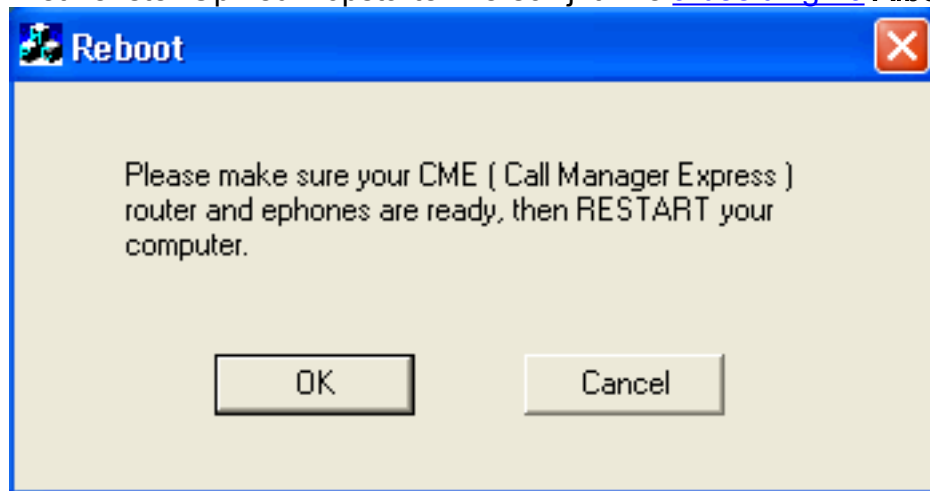 Reboot
Please make sure your CME ( Call Manager Express )
router and ephones are ready, then RESTART your
computer.
OK
Cancel